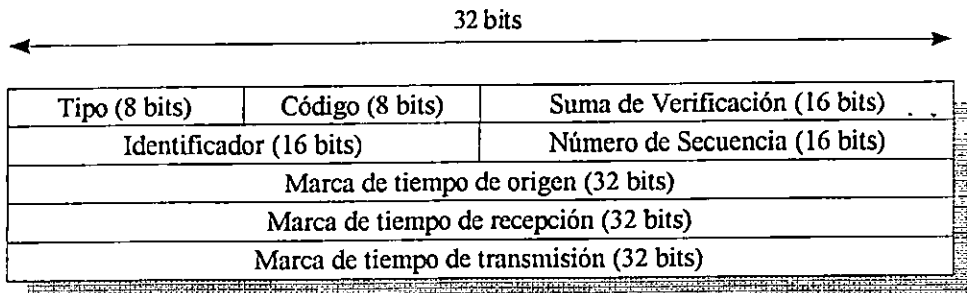 32 bits
Tipo (8 bits) Código (8 bits) Suma de Verificación (16 bits)
Identificador (16 bits) Número de Secuencia (16 bits)
Marca de tiempo de origen (32 bits)
Marca de tiempo de recepción (32 bits)
Marca de tiempo de transmisión (32 bits)